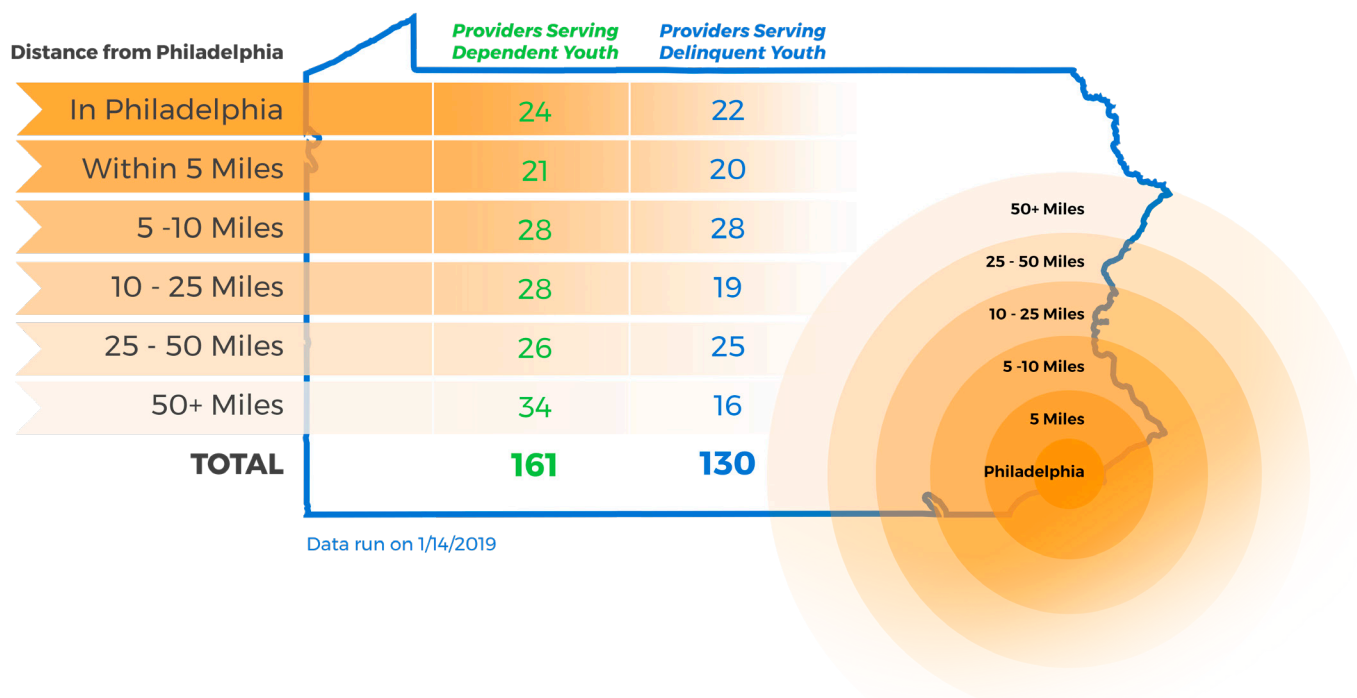 Distance from Philadelphia
Providers Serving
Dependent Youth
Providers Serving
Delinquent Youth
In Philadelphia 24 22
Within 5 Miles 21 20
5 -10 Miles 28 28
10 - 25 Miles 28 19
25 - 50 Miles 26 25
50+ Miles 34 16
TOTAL 161 130
Data run on 1/14/2019
50+ Miles
25 - 50 Miles
10 - 25 Miles
5 -10 Miles
5 Miles
Philadelphia